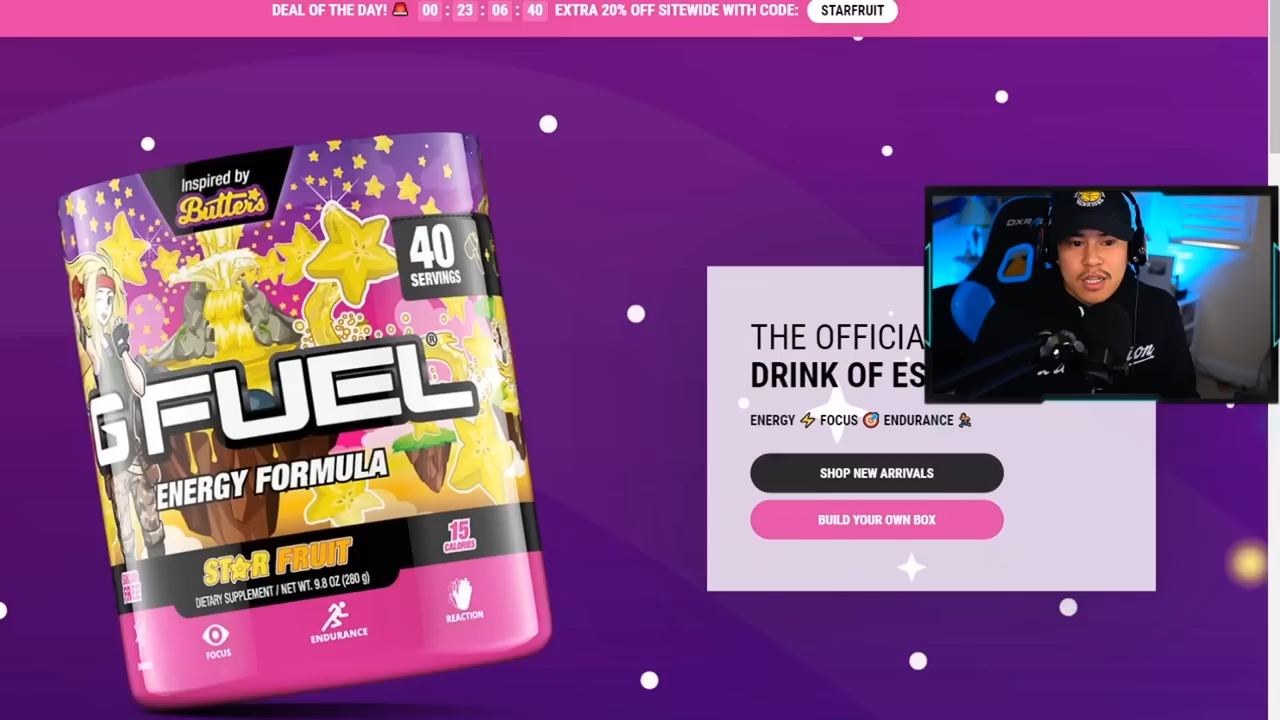 DEAL OF THE DAY! 🚨 00 : 23 : 06 : 40 EXTRA 20% OFF SITEWIDE WITH CODE: STARFRUIT
Inspired by
Butters
40
SERVINGS
G FUEL®
ENERGY FORMULA
STAR FRUIT
DIETARY SUPPLEMENT / NET WT. 9.8 OZ (280 g)
15
CALORIES
FOCUS
ENDURANCE
REACTION
THE OFFICIA
DRINK OF ES
ENERGY ⚡ FOCUS 🎯 ENDURANCE 🏃
SHOP NEW ARRIVALS
BUILD YOUR OWN BOX